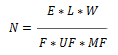 N = E * L * W / F * UF * MF